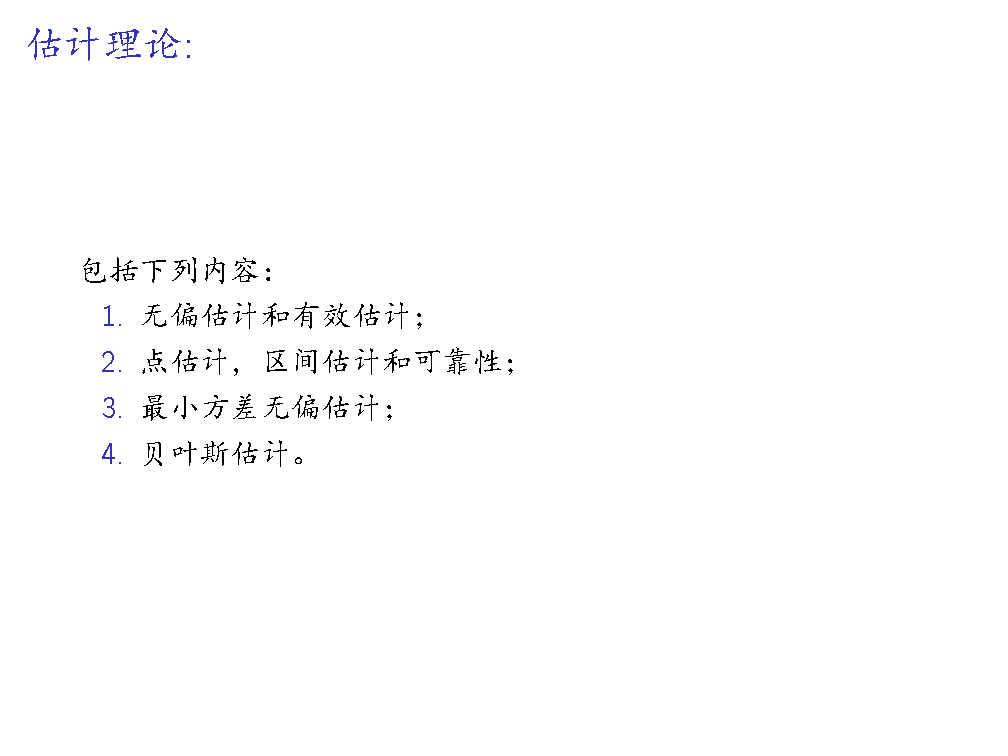 估计理论:
包括下列内容：
1. 无偏估计和有效估计；
2. 点估计，区间估计和可靠性；
3. 最小方差无偏估计；
4. 贝叶斯估计。